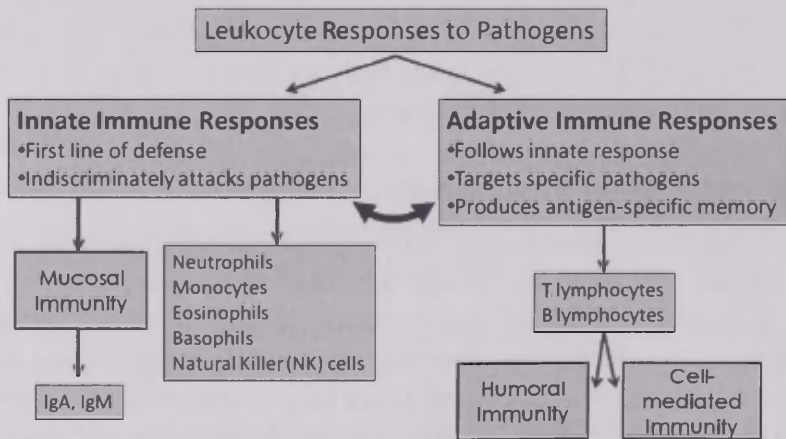 Leukocyte Responses to Pathogens
Innate Immune Responses
•First line of defense
•Indiscriminately attacks pathogens
Adaptive Immune Responses
•Follows innate response
•Targets specific pathogens
•Produces antigen-specific memory
Mucosal
Immunity
IgA, IgM
Neutrophils
Monocytes
Eosinophils
Basophils
Natural Killer (NK) cells
T lymphocytes
B lymphocytes
Humoral
Immunity
Cell-
mediated
Immunity